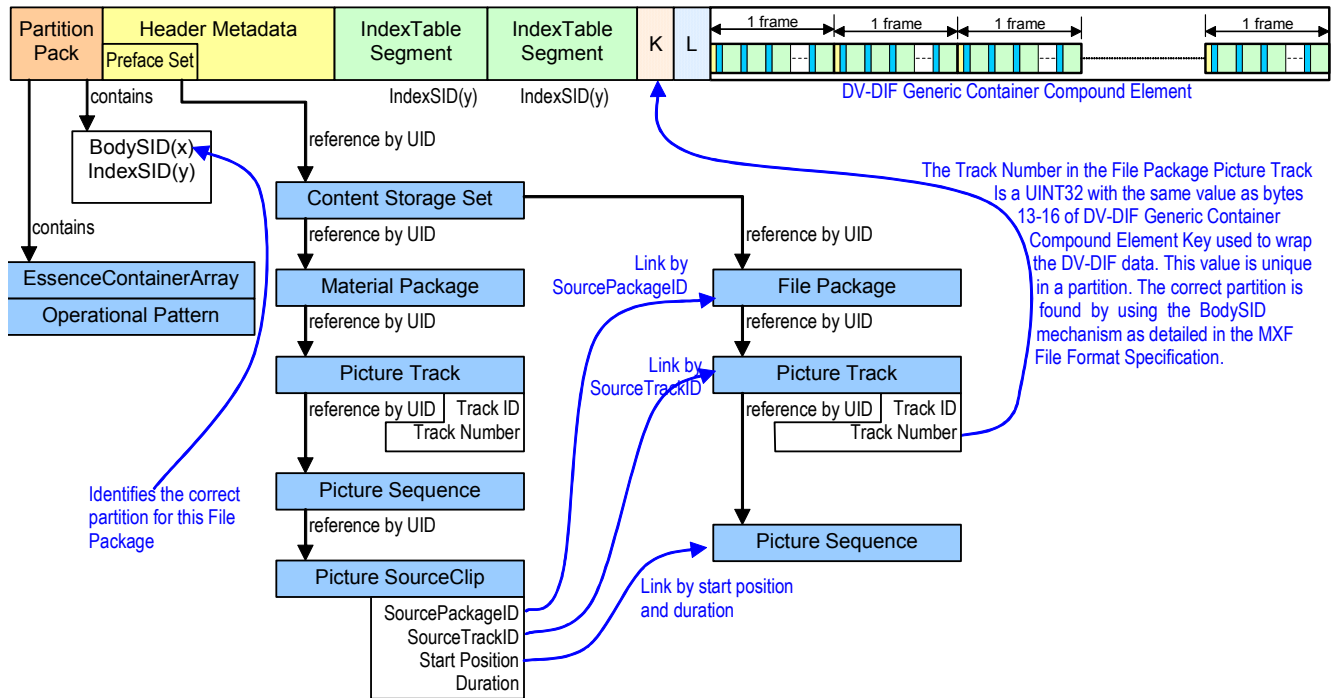 Partition
Pack
Header Metadata
Preface Set
IndexTable
Segment
IndexTable
Segment
K
L
1 frame
1 frame
1 frame
1 frame
IndexSID(y)
IndexSID(y)
DV-DIF Generic Container Compound Element
contains
BodySID(x)
IndexSID(y)
reference by UID
contains
EssenceContainerArray
Operational Pattern
Content Storage Set
reference by UID
reference by UID
Material Package
File Package
Link by
SourcePackageID
reference by UID
reference by UID
Picture Track
Picture Track
Link by
SourceTrackID
reference by UID
Track ID
Track Number
reference by UID
Track ID
Track Number
The Track Number in the File Package Picture Track
Is a UINT32 with the same value as bytes
13-16 of DV-DIF Generic Container
Compound Element Key used to wrap
the DV-DIF data. This value is unique
in a partition. The correct partition is
found by using the BodySID
mechanism as detailed in the MXF
File Format Specification.
Identifies the correct
partition for this File
Package
Picture Sequence
reference by UID
Picture Sequence
Picture SourceClip
SourcePackageID
SourceTrackID
Start Position
Duration
Link by start position
and duration